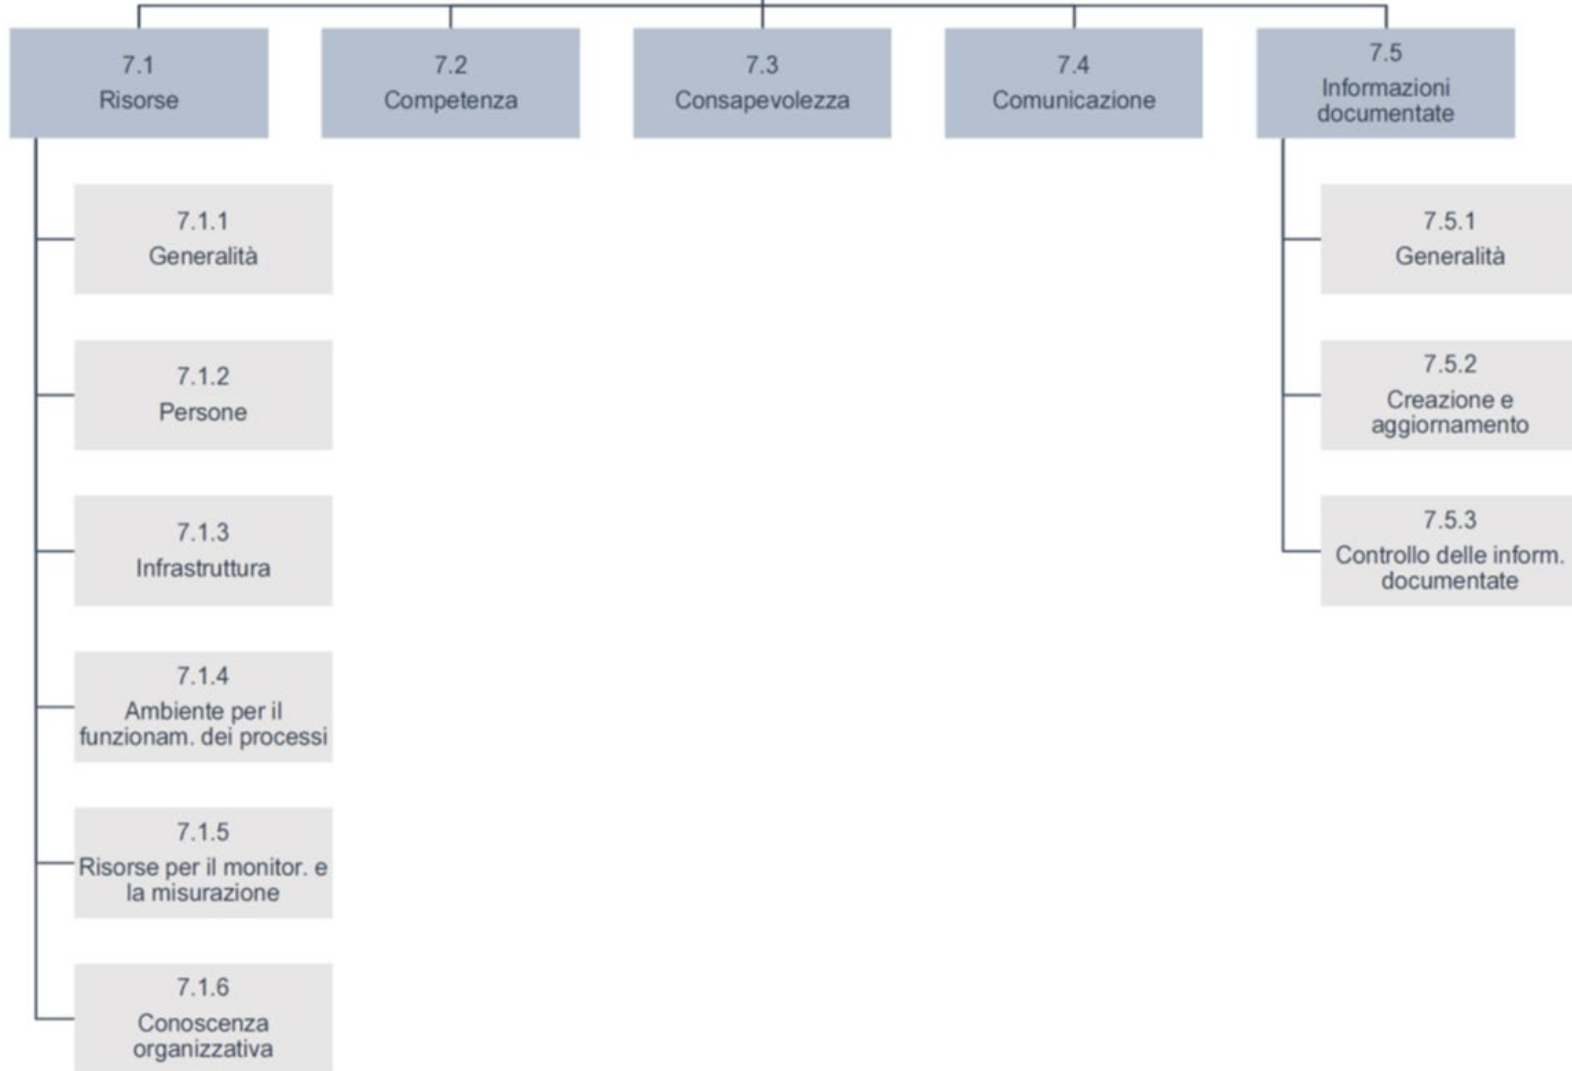 7.1
Risorse
7.2
Competenza
7.3
Consapevolezza
7.4
Comunicazione
7.5
Informazioni
documentate
7.1.1
Generalità
7.1.2
Persone
7.1.3
Infrastruttura
7.1.4
Ambiente per il
funzionam. dei processi
7.1.5
Risorse per il monitor. e
la misurazione
7.1.6
Conoscenza
organizzativa
7.5.1
Generalità
7.5.2
Creazione e
aggiornamento
7.5.3
Controllo delle inform.
documentate